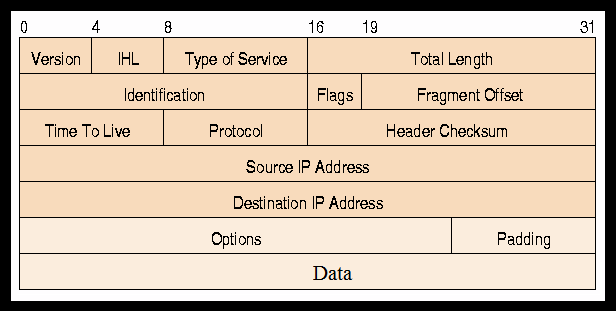 0 4 8 16 19 31
Version IHL Type of Service Total Length
Identification Flags Fragment Offset
Time To Live Protocol Header Checksum
Source IP Address
Destination IP Address
Options Padding
Data